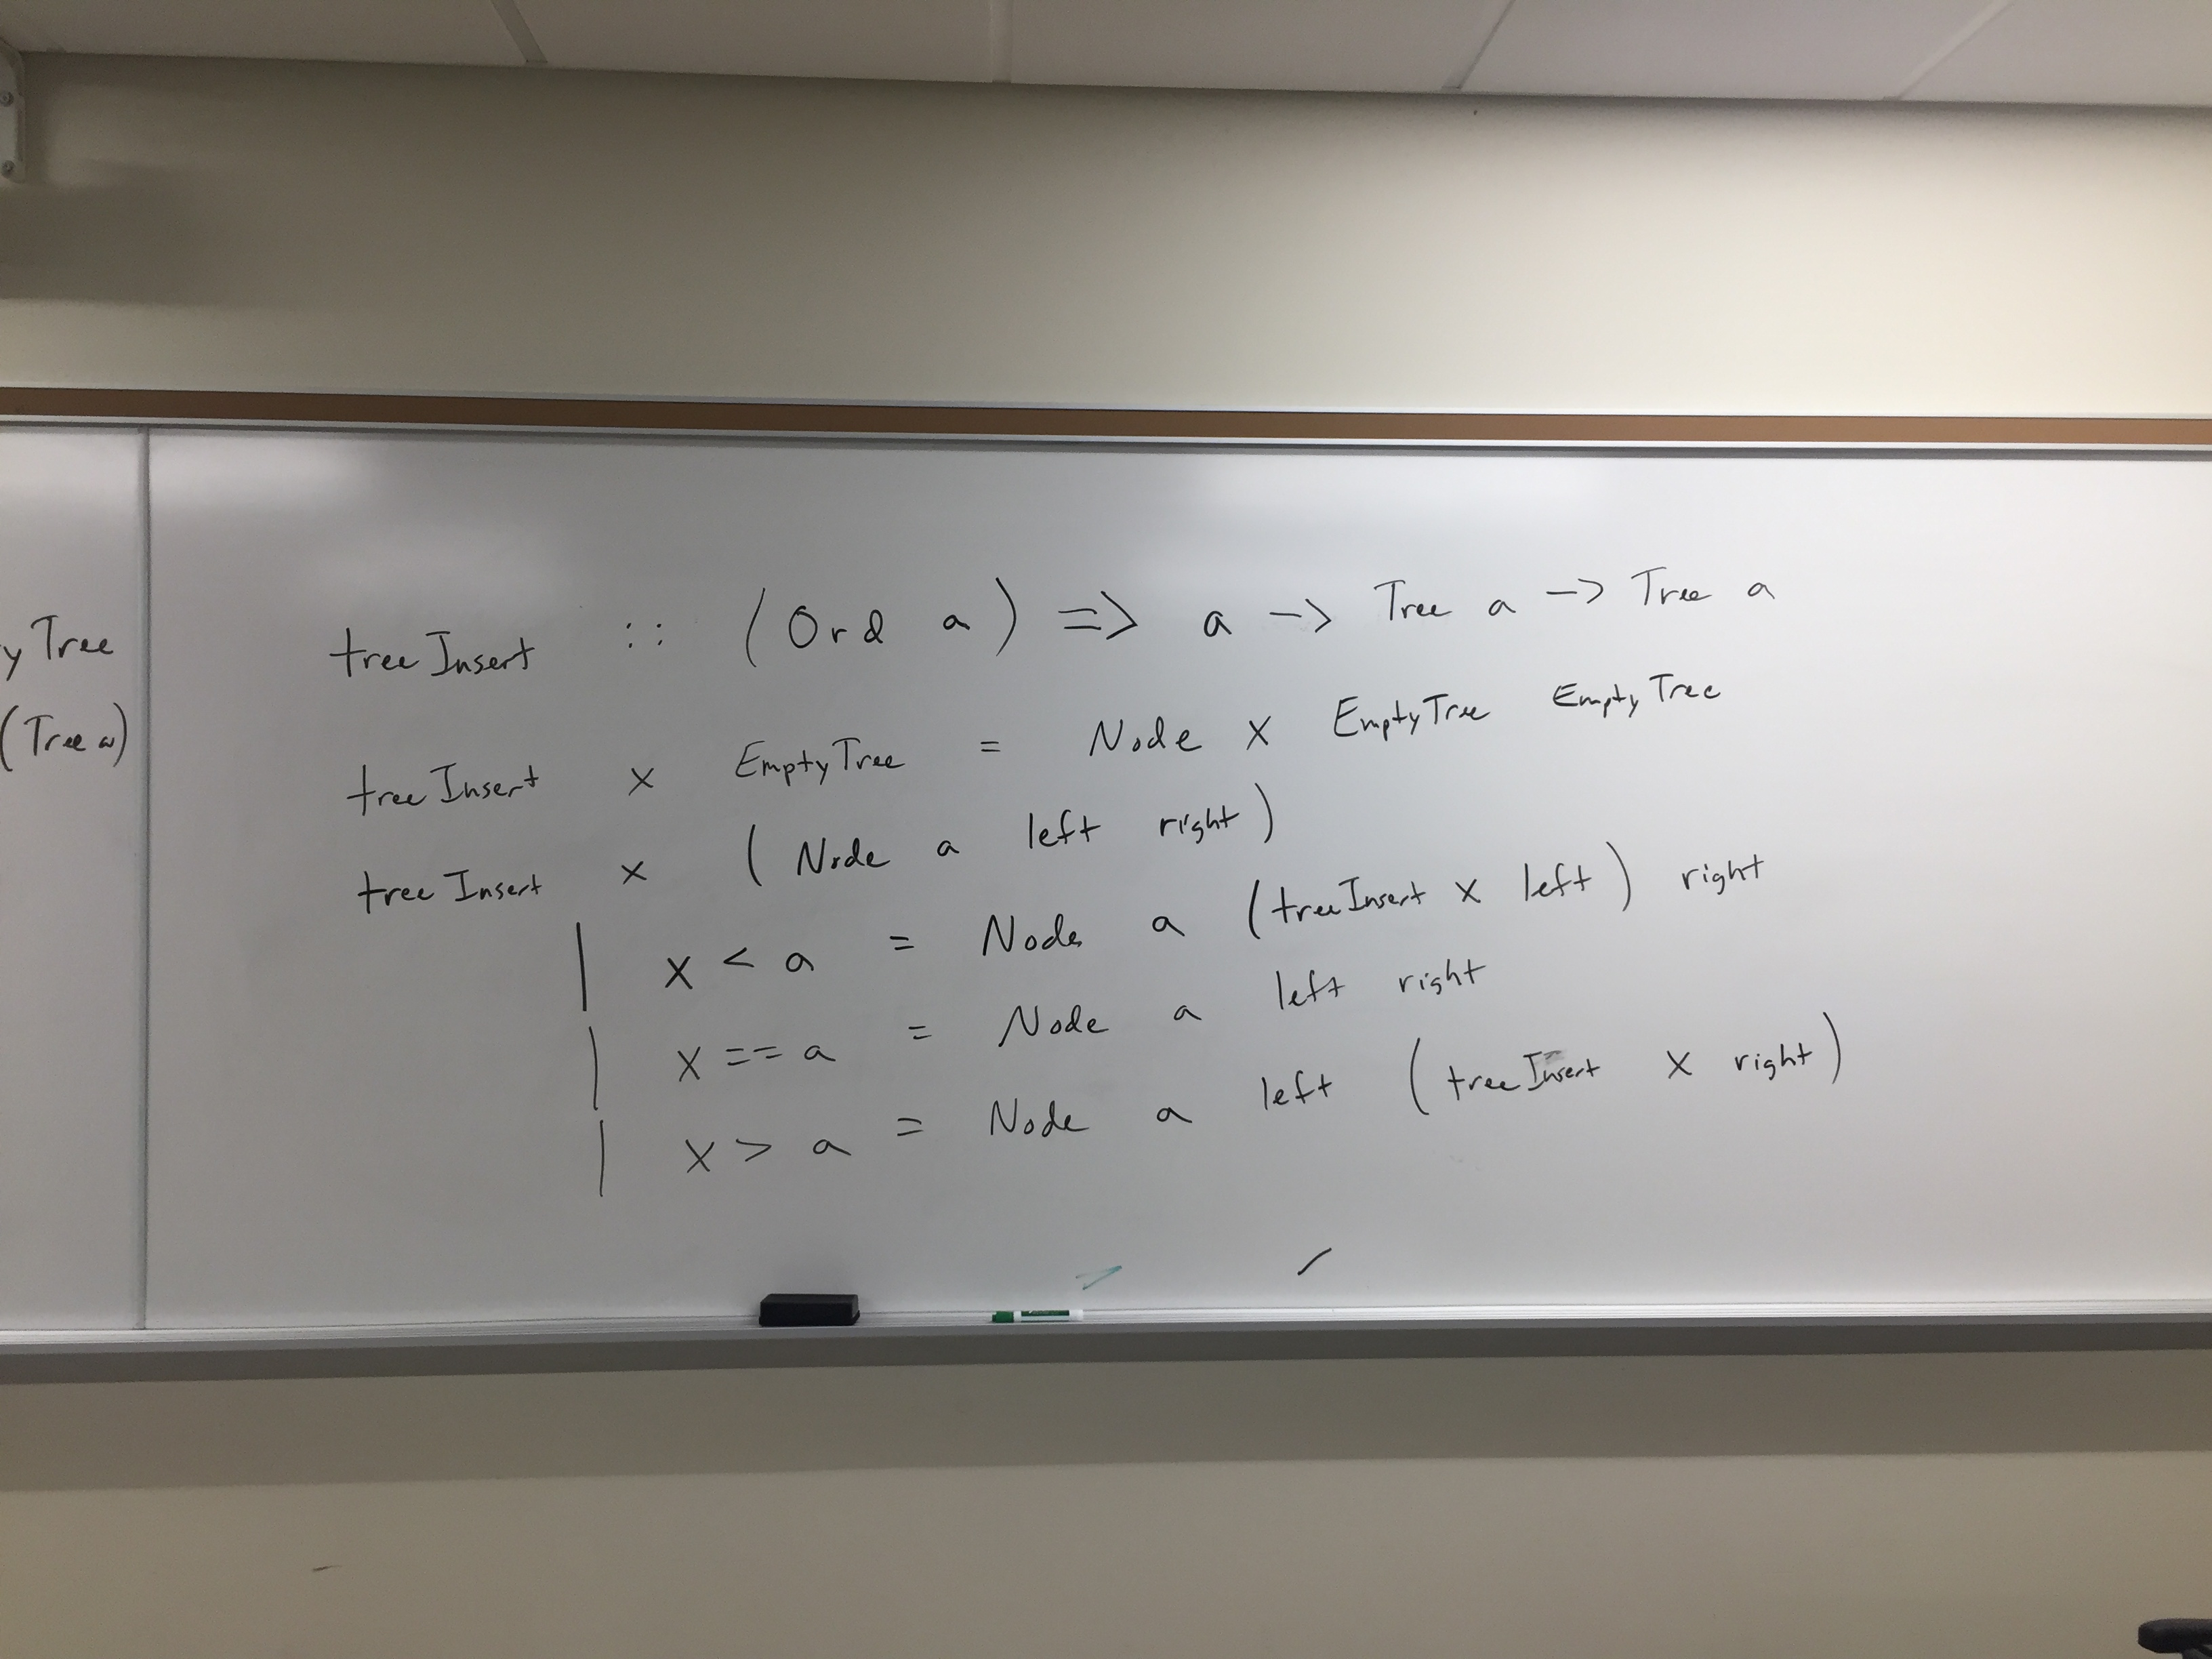 y Tree
(Tree a)
treeInsert :: (Ord a) => a -> Tree a -> Tree a
treeInsert x EmptyTree = Node x EmptyTree EmptyTree
treeInsert x (Node a left right)
| x < a = Node a (treeInsert x left) right
| x == a = Node a left right
| x > a = Node a left (treeInsert x right)